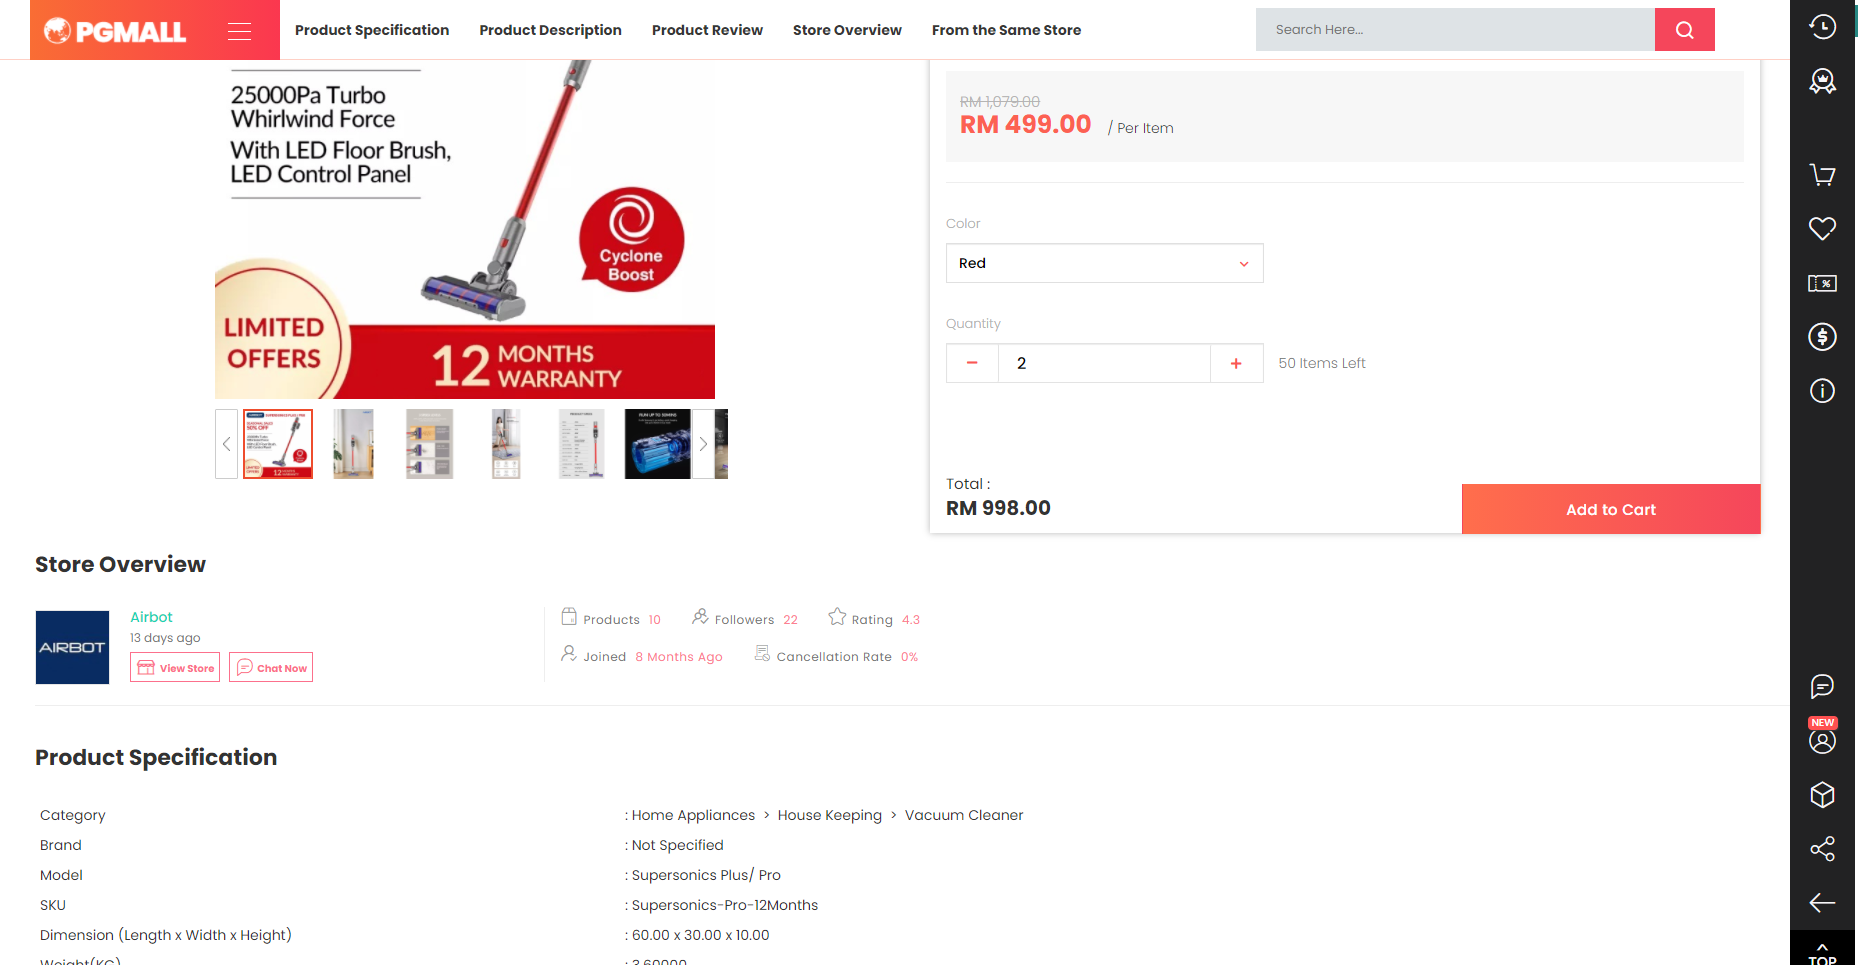 PGMALL
Product Specification
Product Description
Product Review
Store Overview
From the Same Store
Search Here...
25000Pa Turbo
Whirlwind Force
With LED Floor Brush,
LED Control Panel
Cyclone
Boost
LIMITED
OFFERS
12 MONTHS
WARRANTY
RM 1,079.00
RM 499.00 / Per Item
Color
Red
Quantity
2
50 Items Left
Total :
RM 998.00
Add to Cart
Store Overview
AIRBOT
Airbot
13 days ago
View Store
Chat Now
Products 10
Followers 22
Rating 4.3
Joined 8 Months Ago
Cancellation Rate 0%
Product Specification
Category : Home Appliances > House Keeping > Vacuum Cleaner
Brand : Not Specified
Model : Supersonics Plus/ Pro
SKU : Supersonics-Pro-12Months
Dimension (Length x Width x Height) : 60.00 x 30.00 x 10.00
Weight(KG) : 3.60000
NEW
TOP